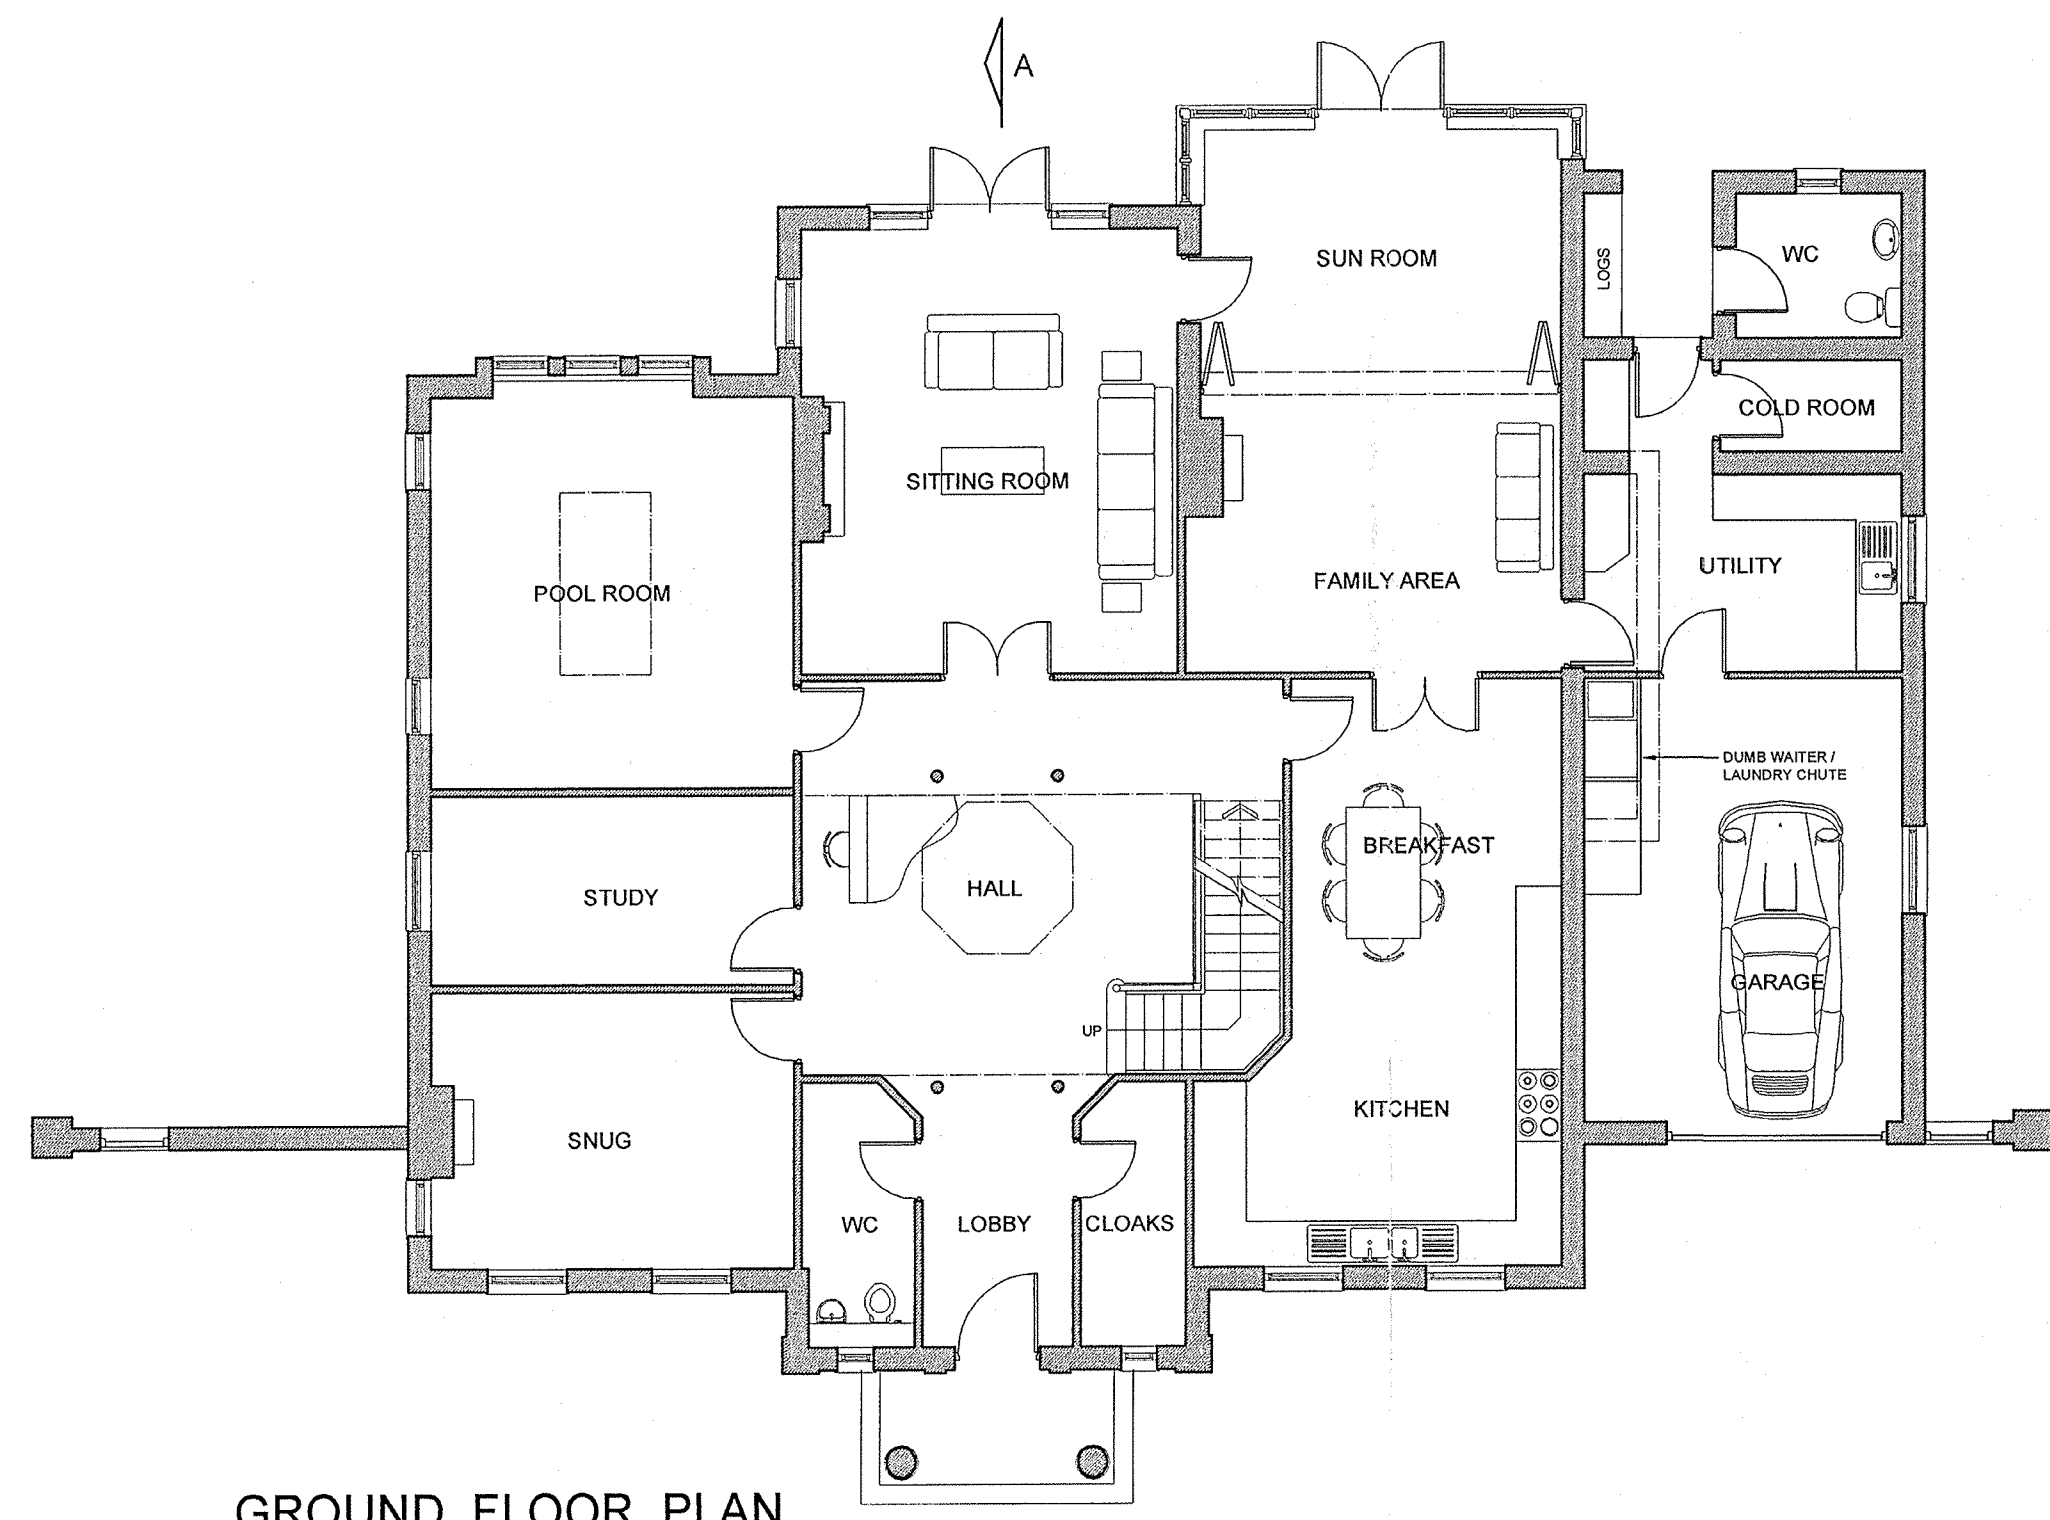 A
SUN ROOM
WC
LOGS
COLD ROOM
SITTING ROOM
UTILITY
FAMILY AREA
POOL ROOM
DUMB WAITER /
LAUNDRY CHUTE
BREAKFAST
HALL
STUDY
GARAGE
UP
KITCHEN
SNUG
WC
LOBBY
CLOAKS
GROUND FLOOR PLAN